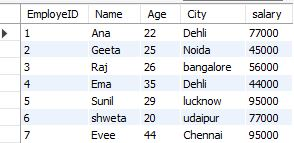 EmployeID Name Age City salary
1 Ana 22 Dehli 77000
2 Geeta 25 Noida 45000
3 Raj 26 bangalore 56000
4 Ema 35 Dehli 44000
5 Sunil 29 lucknow 95000
6 shweta 20 udaipur 77000
7 Evee 44 Chennai 95000